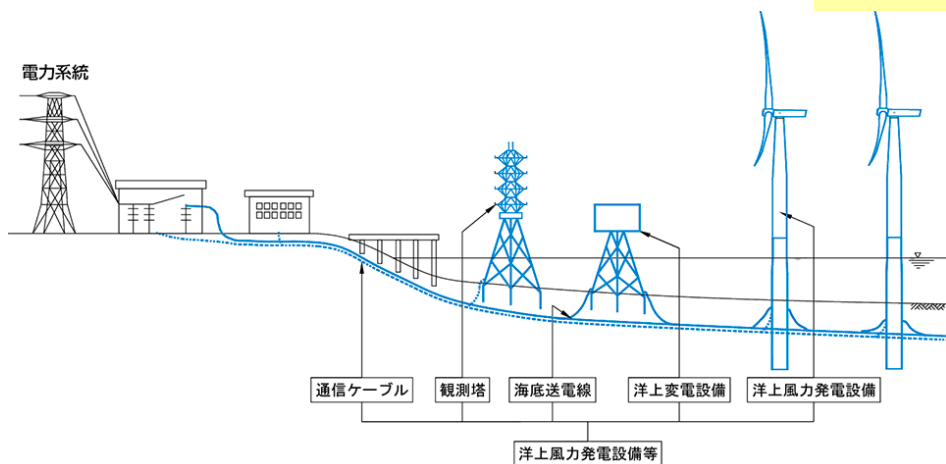 電力系統
通信ケーブル
観測塔
海底送電線
洋上変電設備
洋上風力発電設備
洋上風力発電設備等